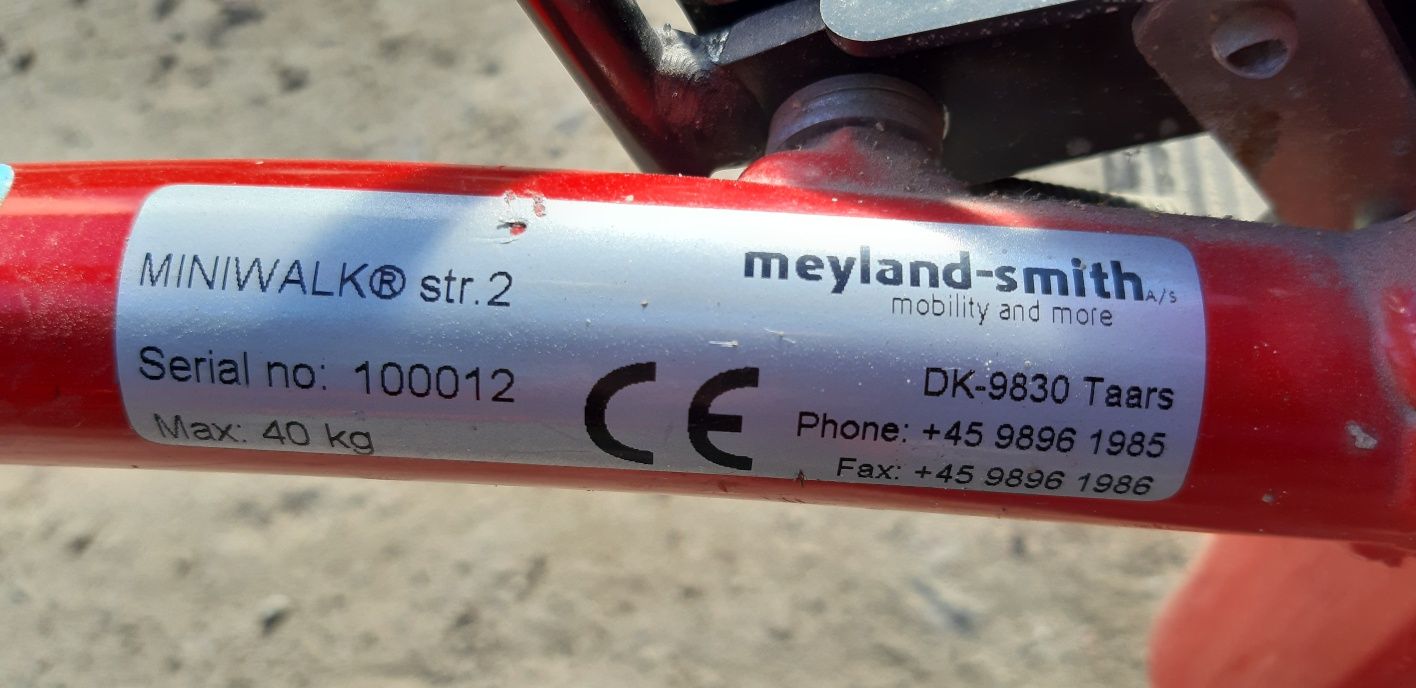 MINIWALK® str.2
meyland-smith A/S
mobility and more
Serial no: 100012
Max: 40 kg
CE
DK-9830 Taars
Phone: +45 9896 1985
Fax: +45 9896 1986